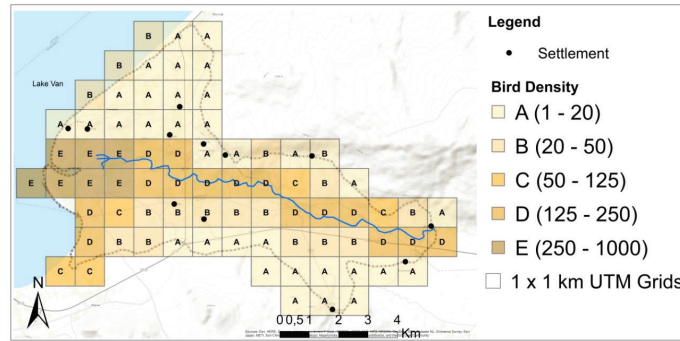 Legend
Settlement
Bird Density
A (1 - 20)
B (20 - 50)
C (50 - 125)
D (125 - 250)
E (250 - 1000)
1 x 1 km UTM Grids
Lake Van
B A A
B A A A
B A A A A
A A A A A A
E E E D D A A B A B
E E E E D D D D D C B A
D C B B B B B D D D C B A
D B B A A A A B B B D D D
C C A A A A A A
A A A
N
0 0,5 1 2 3 4
Km